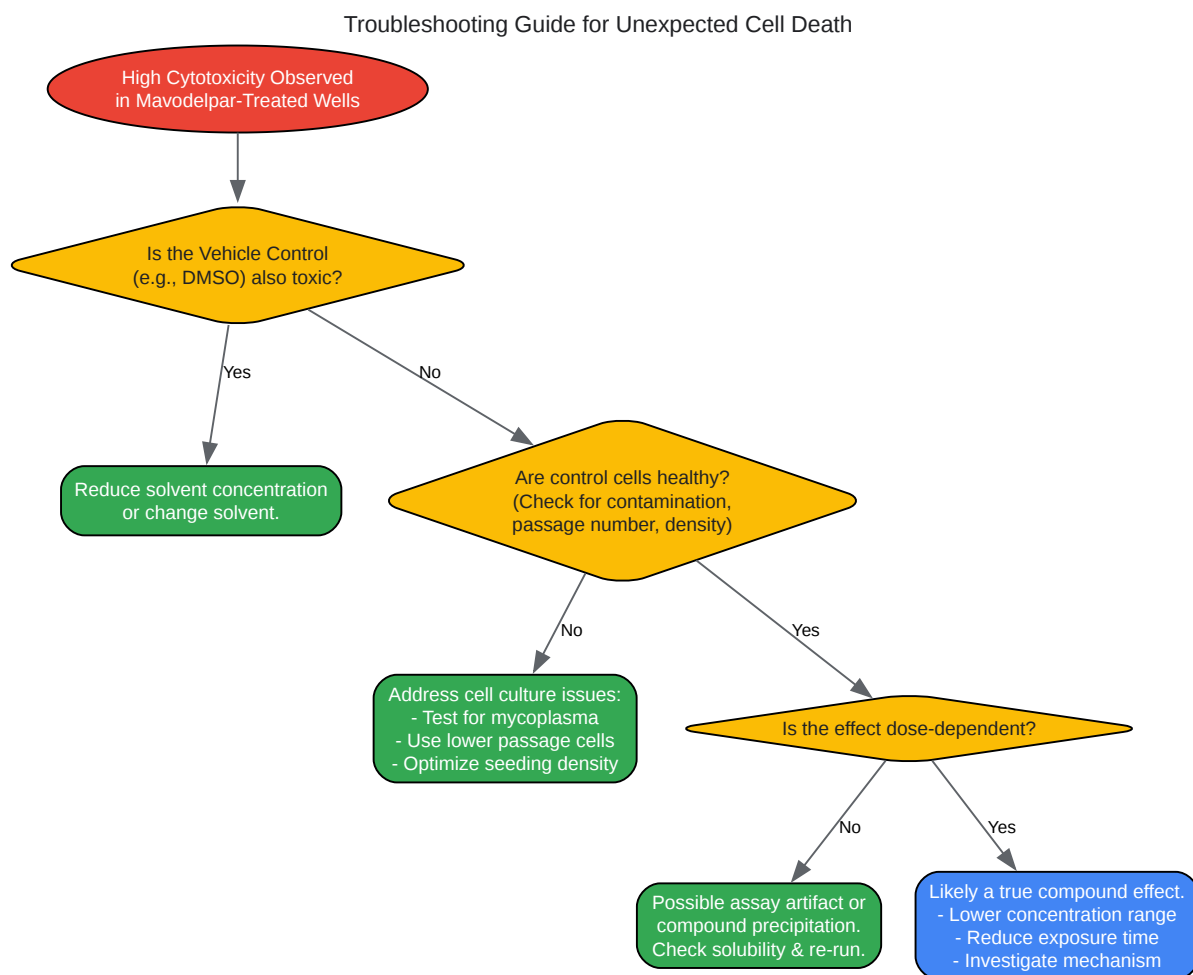 Troubleshooting Guide for Unexpected Cell Death
High Cytotoxicity Observed
in Mavodelpar-Treated Wells
Is the Vehicle Control
(e.g., DMSO) also toxic?
Yes
No
Reduce solvent concentration
or change solvent.
Are control cells healthy?
(Check for contamination,
passage number, density)
No
Yes
Address cell culture issues:
- Test for mycoplasma
- Use lower passage cells
- Optimize seeding density
Is the effect dose-dependent?
No
Yes
Possible assay artifact or
compound precipitation.
Check solubility & re-run.
Likely a true compound effect.
- Lower concentration range
- Reduce exposure time
- Investigate mechanism